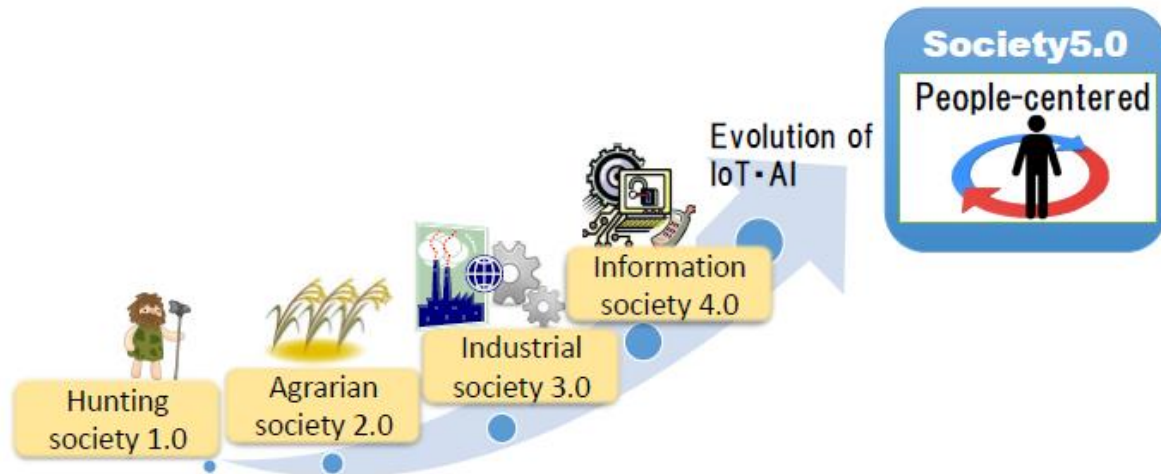 Society5.0
People-centered
Evolution of
IoT・AI
Information
society 4.0
Industrial
society 3.0
Agrarian
society 2.0
Hunting
society 1.0